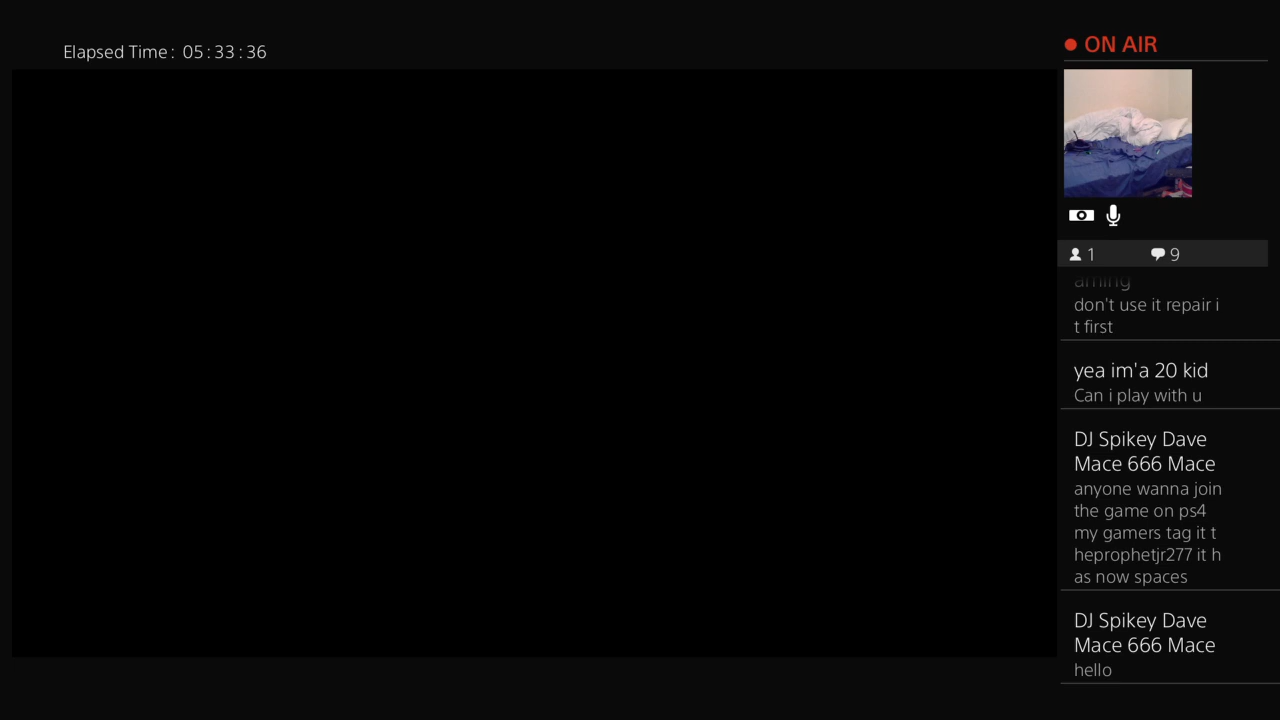 Elapsed Time: 05:33:36
ON AIR
1 9
aming
don't use it repair i
t first
yea im'a 20 kid
Can i play with u
DJ Spikey Dave
Mace 666 Mace
anyone wanna join
the game on ps4
my gamers tag it t
heprophetjr277 it h
as now spaces
DJ Spikey Dave
Mace 666 Mace
hello